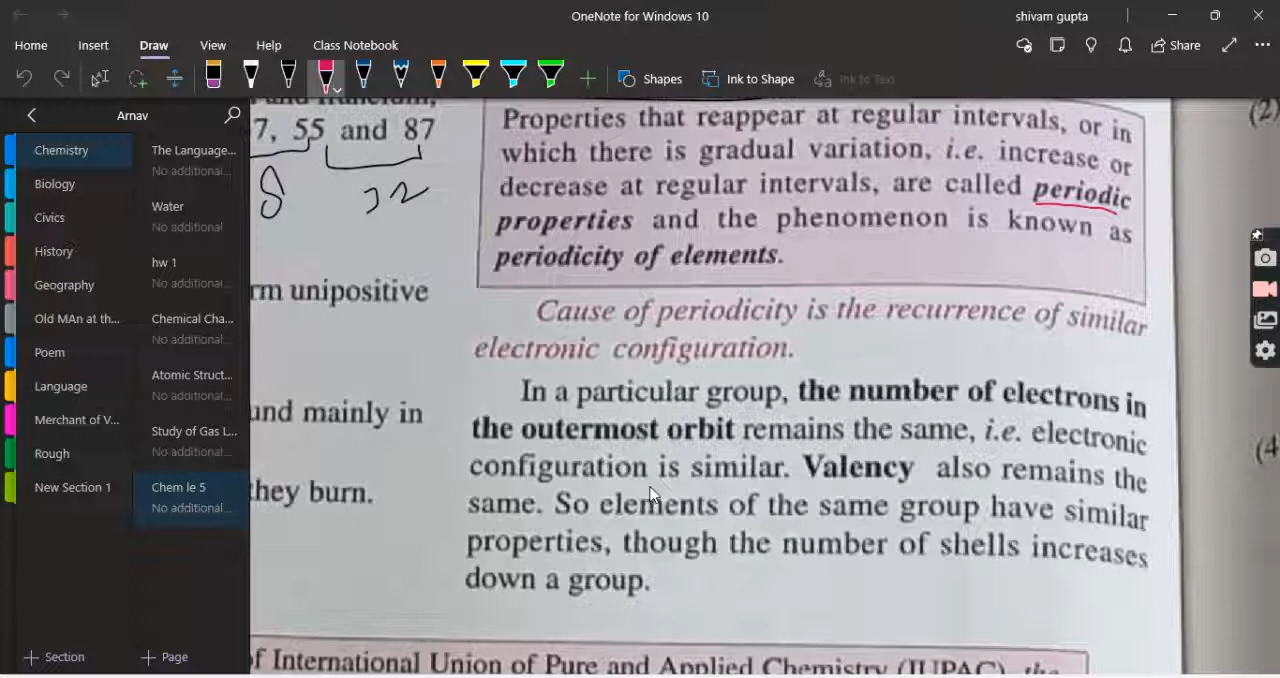 OneNote for Windows 10
shivam gupta
Home Insert Draw View Help Class Notebook
Share
Shapes
Ink to Shape
Ink to Text
Arnav
Chemistry
Biology
Civics
History
Geography
Old MAn at th...
Poem
Language
Merchant of V...
Rough
New Section 1
Section
The Language...
No additional...
Water
No additional
hw 1
No additional...
Chemical Cha...
No additional...
Atomic Struct...
No additional...
Study of Gas L...
No additional...
Chem le 5
No additional...
Page
7, 55 and 87
8 32
rm unipositive
und mainly in
they burn.
Properties that reappear at regular intervals, or in
which there is gradual variation, i.e. increase or
decrease at regular intervals, are called periodic
properties and the phenomenon is known as
periodicity of elements.
Cause of periodicity is the recurrence of similar
electronic configuration.
In a particular group, the number of electrons in
the outermost orbit remains the same, i.e. electronic
configuration is similar. Valency also remains the
same. So elements of the same group have similar
properties, though the number of shells increases
down a group.
f International Union of Pure and Applied Chemistry (IUPAC), the
(2)
(4